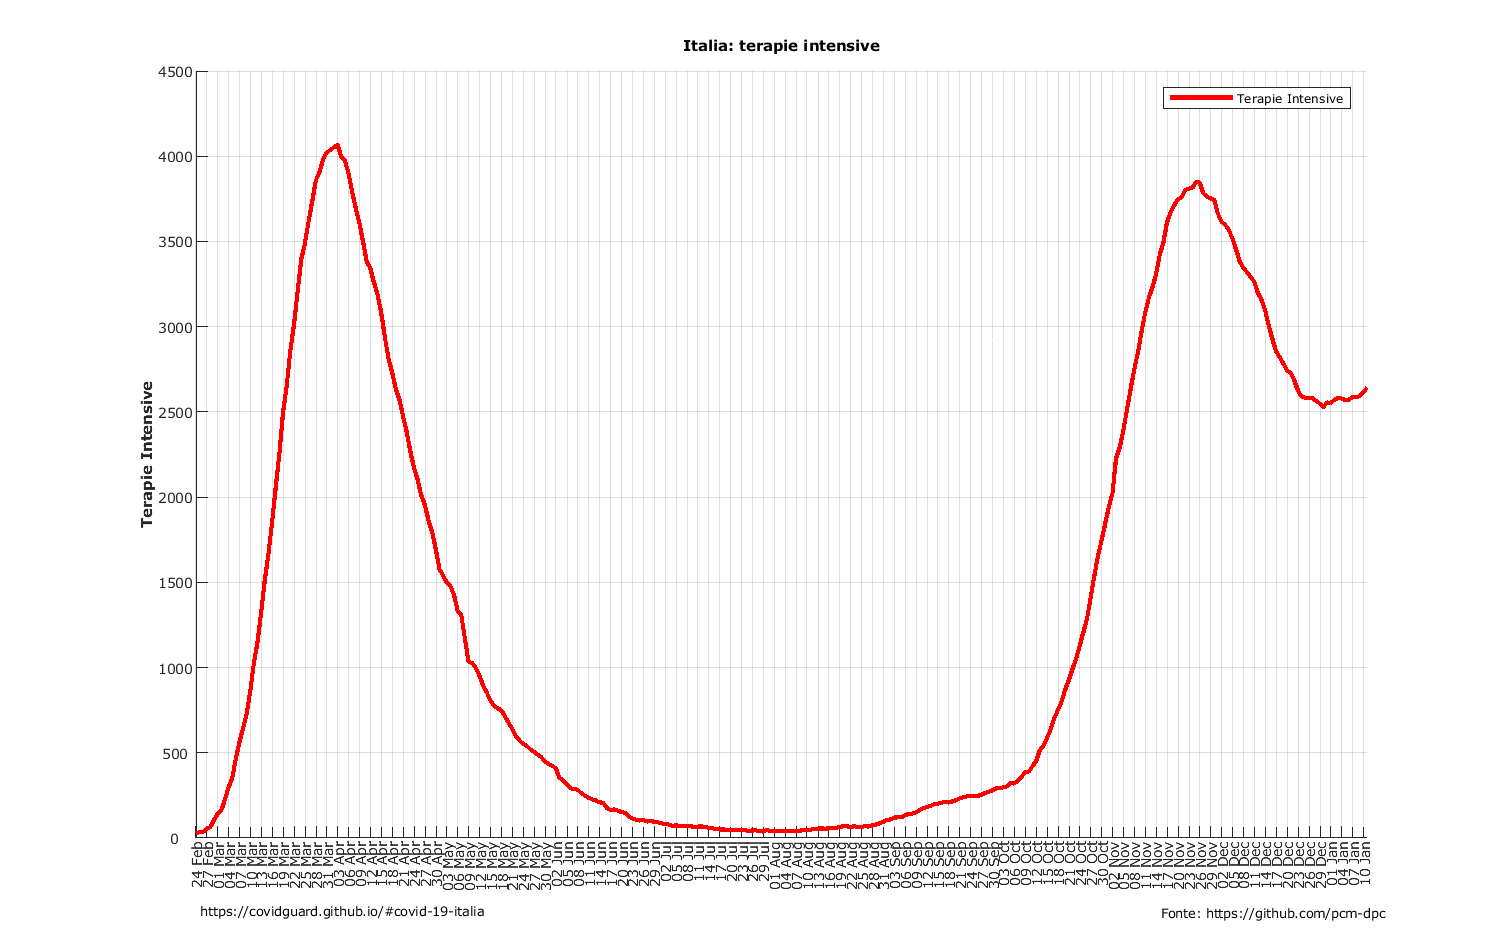 Italia: terapie intensive
Terapie Intensive
4500
4000
3500
3000
2500
2000
1500
1000
500
0
Terapie Intensive
24 Feb
27 Feb
01 Mar
04 Mar
07 Mar
10 Mar
13 Mar
16 Mar
19 Mar
22 Mar
25 Mar
28 Mar
31 Mar
03 Apr
06 Apr
09 Apr
12 Apr
15 Apr
18 Apr
21 Apr
24 Apr
27 Apr
30 Apr
03 May
06 May
09 May
12 May
15 May
18 May
21 May
24 May
27 May
30 May
02 Jun
05 Jun
08 Jun
11 Jun
14 Jun
17 Jun
20 Jun
23 Jun
26 Jun
29 Jun
02 Jul
05 Jul
08 Jul
11 Jul
14 Jul
17 Jul
20 Jul
23 Jul
26 Jul
29 Jul
01 Aug
04 Aug
07 Aug
10 Aug
13 Aug
16 Aug
19 Aug
22 Aug
25 Aug
28 Aug
31 Aug
03 Sep
06 Sep
09 Sep
12 Sep
15 Sep
18 Sep
21 Sep
24 Sep
27 Sep
30 Sep
03 Oct
06 Oct
09 Oct
12 Oct
15 Oct
18 Oct
21 Oct
24 Oct
27 Oct
30 Oct
02 Nov
05 Nov
08 Nov
11 Nov
14 Nov
17 Nov
20 Nov
23 Nov
26 Nov
29 Nov
02 Dec
05 Dec
08 Dec
11 Dec
14 Dec
17 Dec
20 Dec
23 Dec
26 Dec
29 Dec
01 Jan
04 Jan
07 Jan
10 Jan
https://covidguard.github.io/#covid-19-italia
Fonte: https://github.com/pcm-dpc